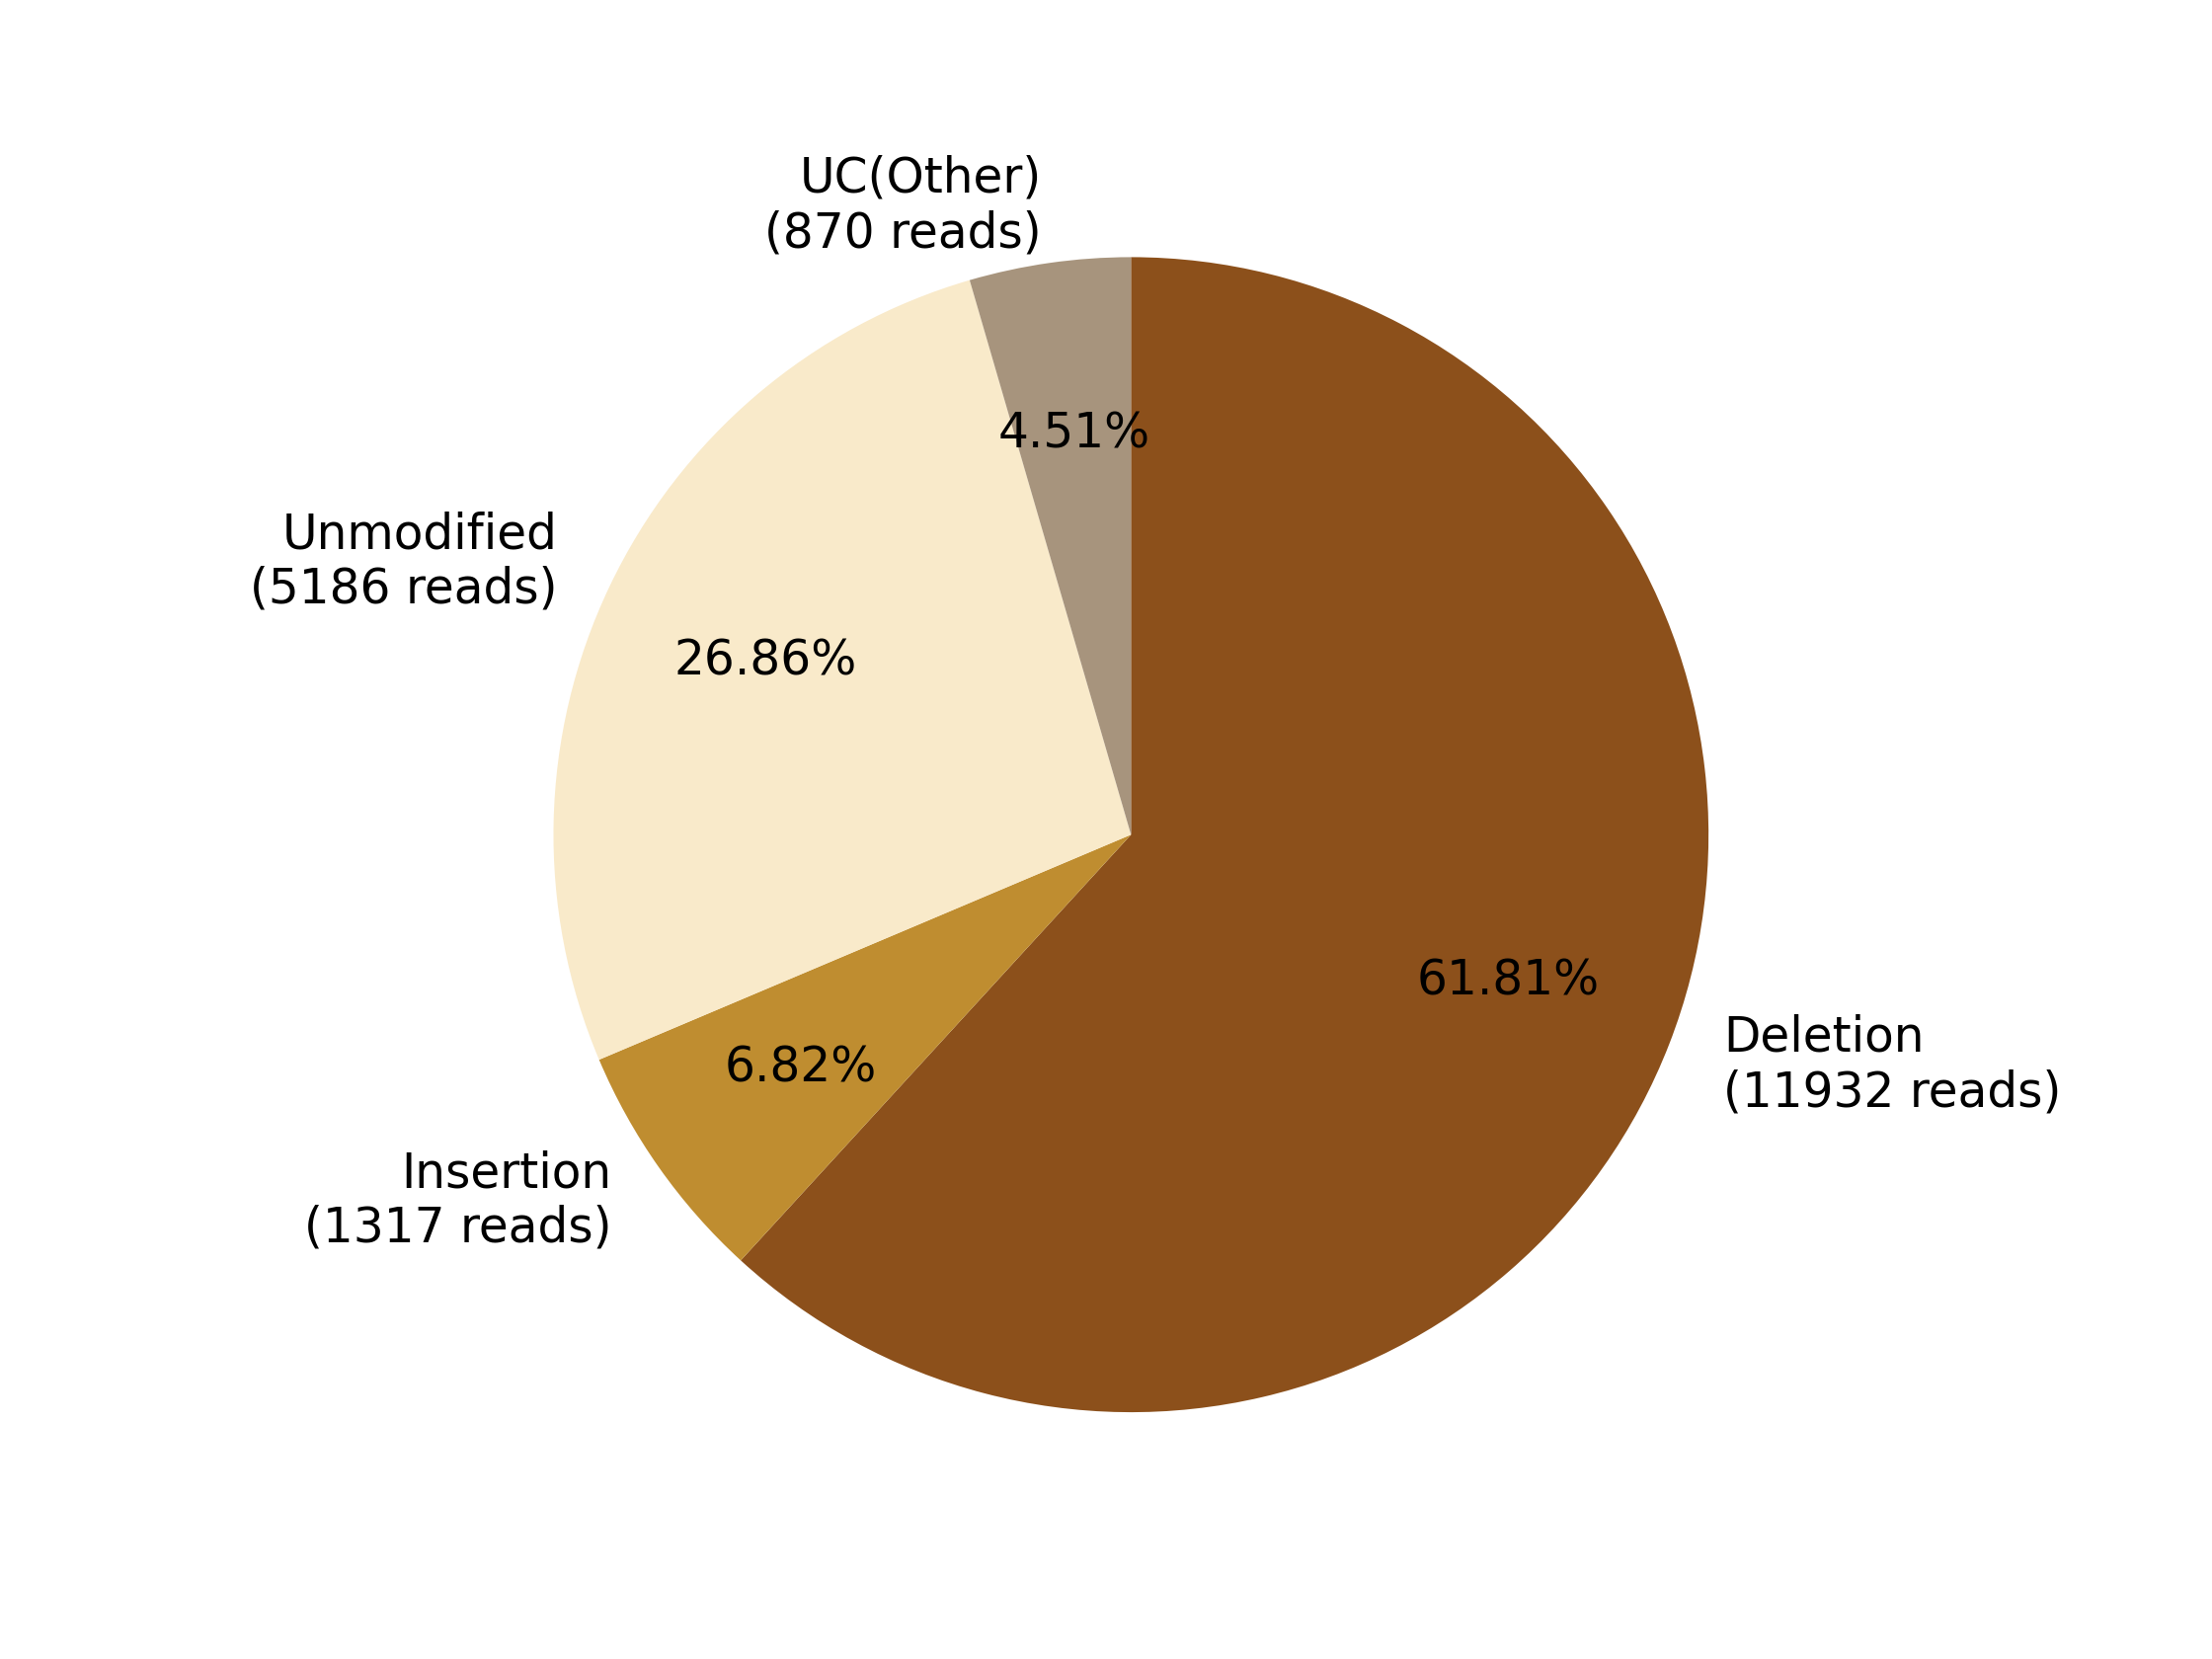 UC(Other)
(870 reads)
4.51%
Unmodified
(5186 reads)
26.86%
61.81%
Deletion
(11932 reads)
6.82%
Insertion
(1317 reads)